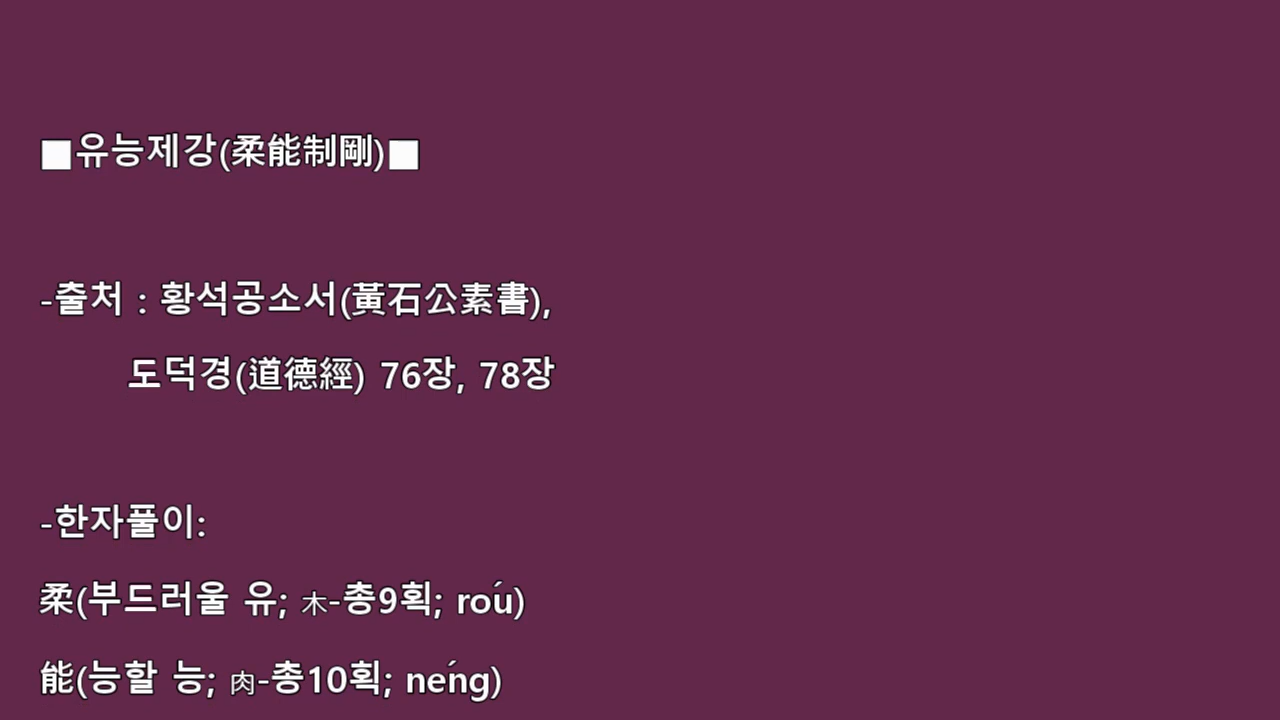 ■유능제강(柔能制剛)■
-출처 : 황석공소서(黃石公素書),
도덕경(道德經) 76장, 78장
-한자풀이:
柔(부드러울 유; 木-총9획; roú)
能(능할 능; 肉-총10획; neńg)